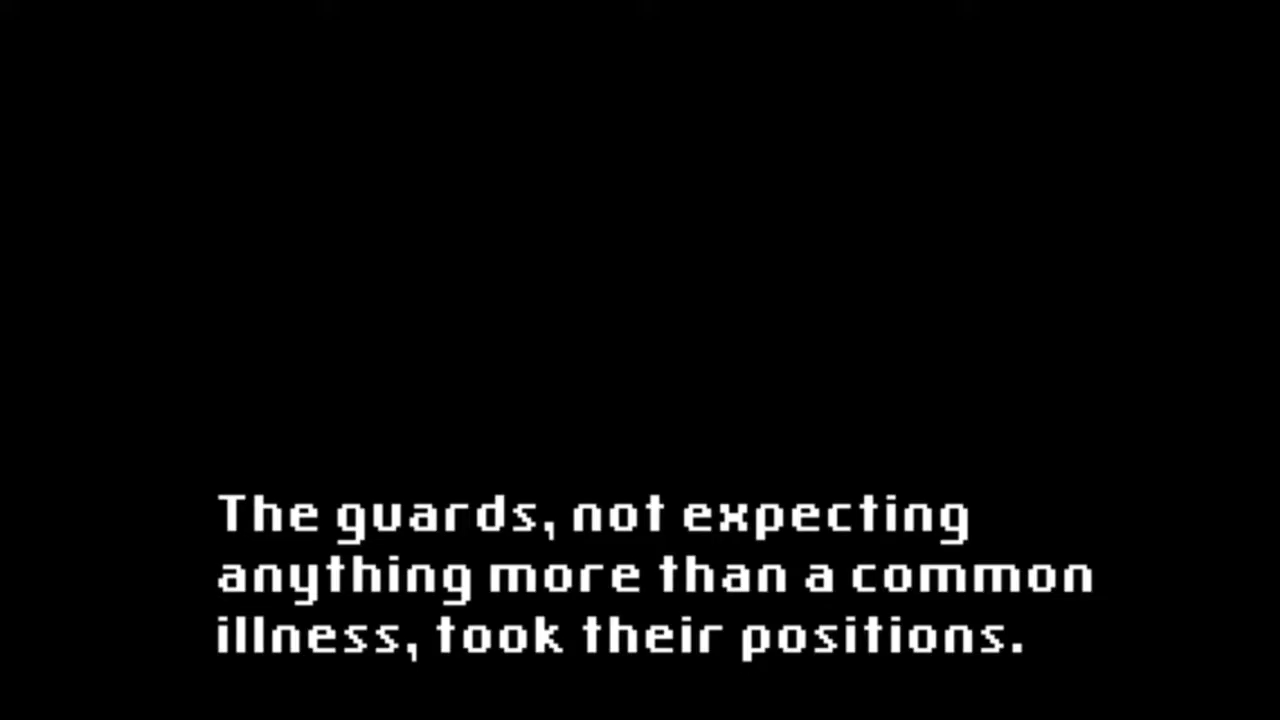 The guards, not expecting
anything more than a common
illness, took their positions.